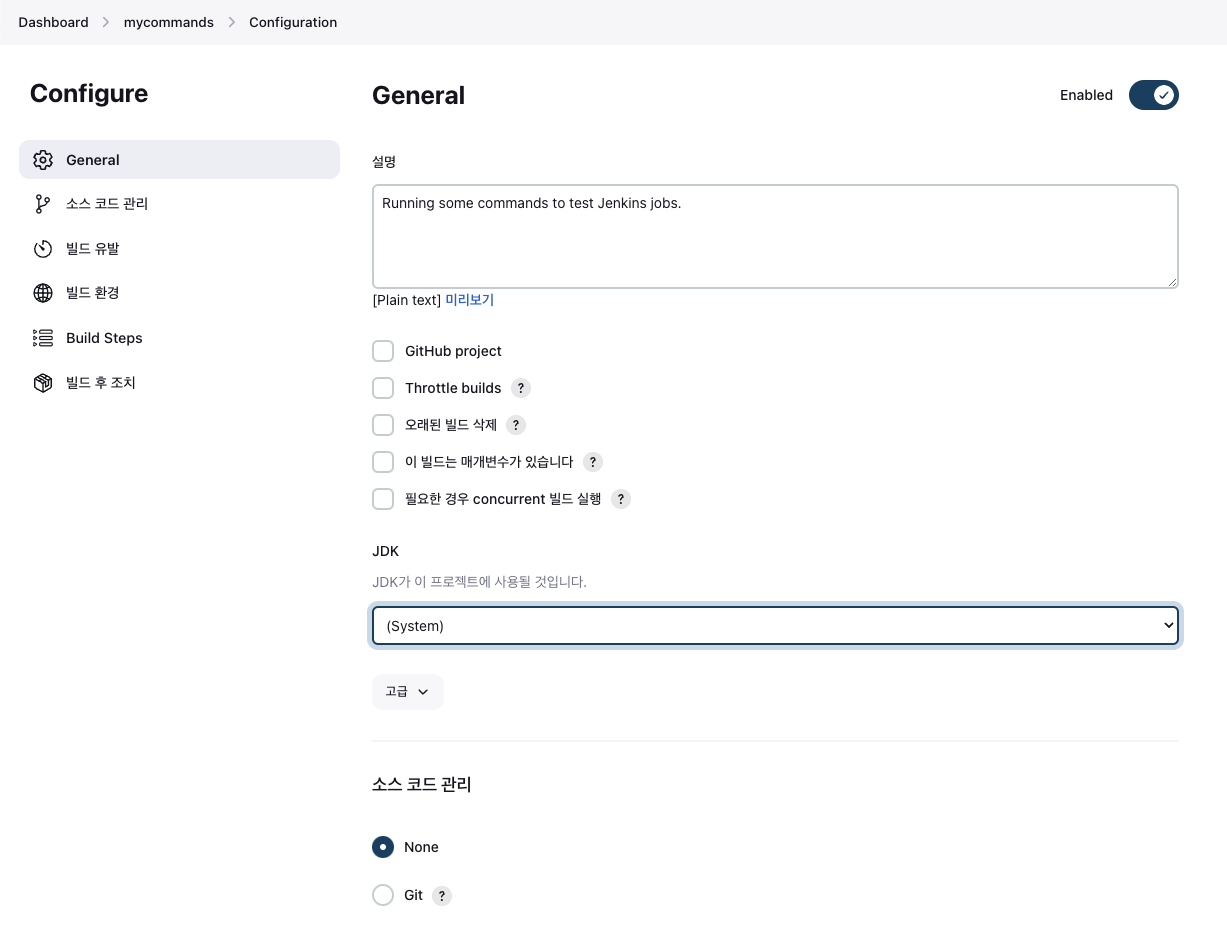 Dashboard > mycommands > Configuration
Configure
General
소스 코드 관리
빌드 유발
빌드 환경
Build Steps
빌드 후 조치
General
Enabled
설명
Running some commands to test Jenkins jobs.
[Plain text] 미리보기
GitHub project
Throttle builds ?
오래된 빌드 삭제 ?
이 빌드는 매개변수가 있습니다 ?
필요한 경우 concurrent 빌드 실행 ?
JDK
JDK가 이 프로젝트에 사용될 것입니다.
(System)
고급
소스 코드 관리
None
Git ?